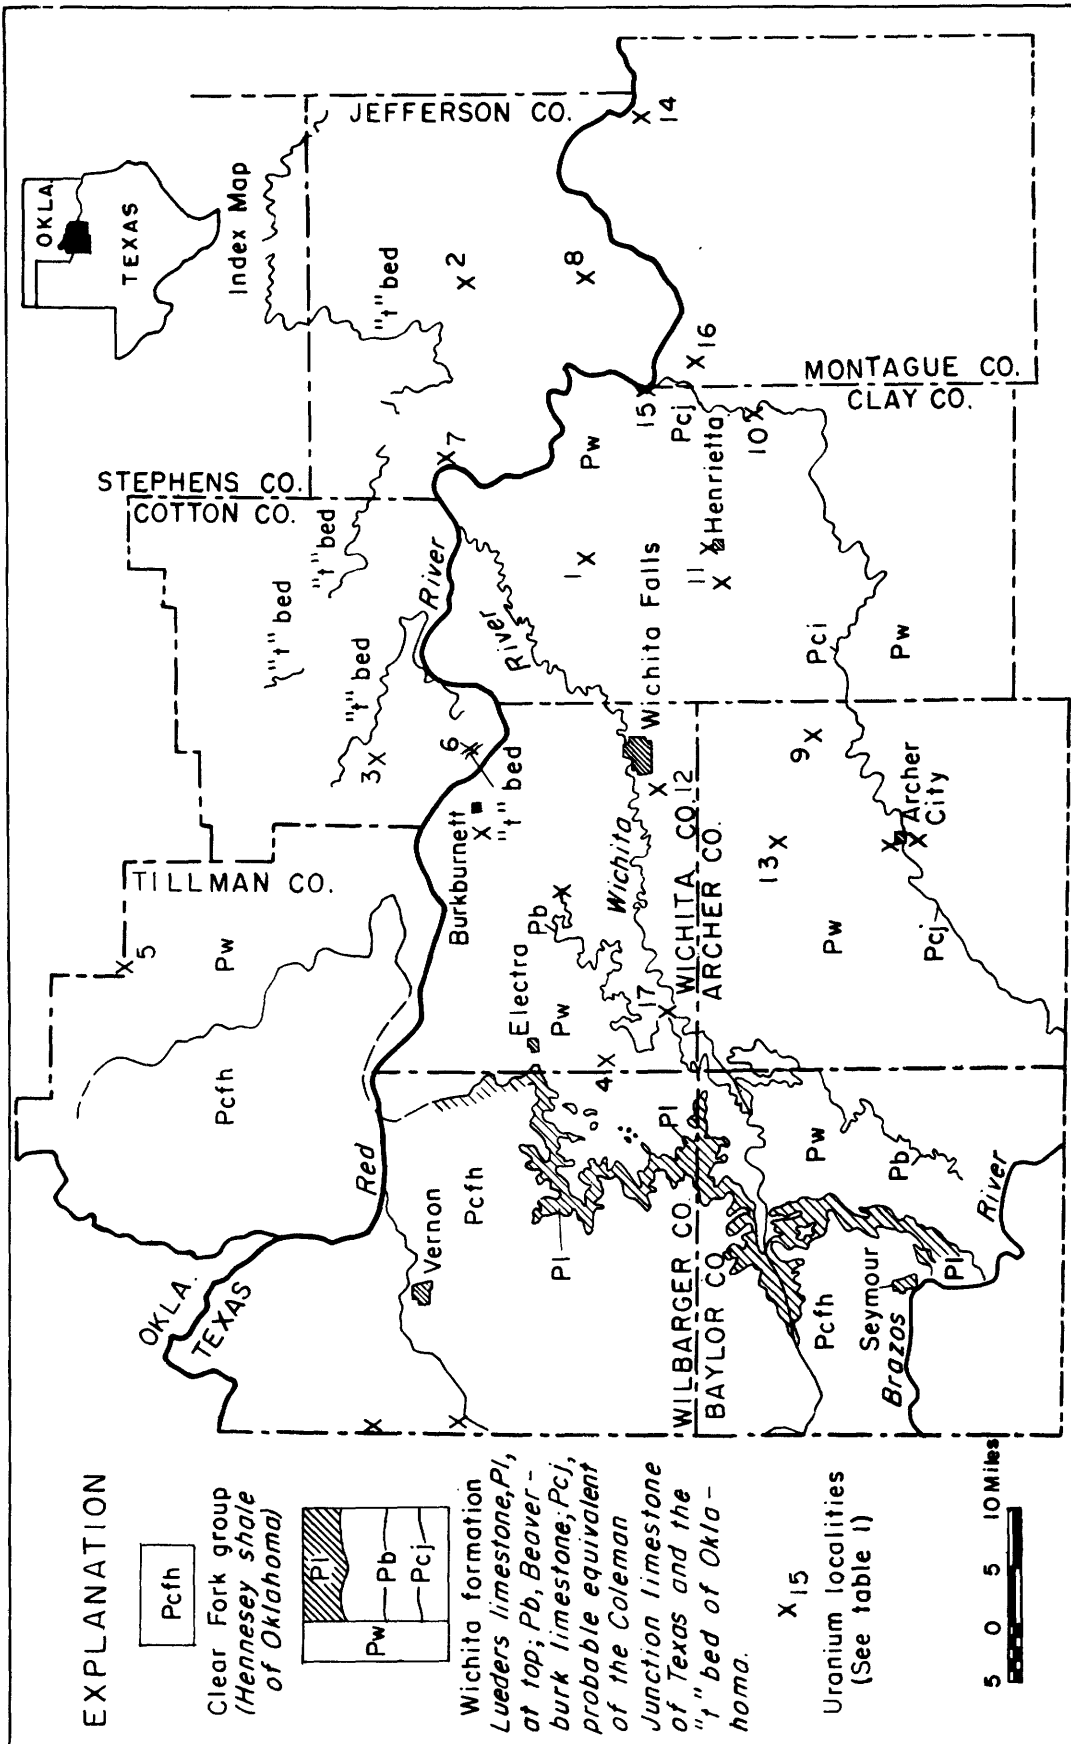 EXPLANATION
Pcfh
Clear Fork group
(Hennesey shale
of Oklahoma)
Pl
Pb
Pcj
Pw
Wichita formation
Lueders limestone, Pl,
at top; Pb, Beaver-
burk limestone; Pcj,
probable equivalent
of the Coleman
Junction limestone
of Texas and the
"t" bed of Okla-
homa.
X15
Uranium localities
(See table 1)
5 0 5 10 Miles
OKLA.
TEXAS
Index Map
OKLA.
TEXAS
STEPHENS CO.
COTTON CO.
JEFFERSON CO.
TILLMAN CO.
MONTAGUE CO.
CLAY CO.
WICHITA CO.
ARCHER CO.
WILBARGER CO.
BAYLOR CO.
Red
River
Wichita
River
Brazos
River
Vernon
Electra
Burkburnett
Wichita Falls
Henrietta
Archer
City
Seymour
"t" bed
"t" bed
"t" bed
"t" bed
"t" bed
Pcfh
Pcfh
Pcfh
Pw
Pw
Pw
Pw
Pw
Pw
Pl
Pl
Pl
Pb
Pb
Pcj
Pcj
Pcj
X 1
X 2
3 X
4 X
X 5
6
X 7
X 8
9 X
10 X
11 X
X 12
13 X
X 14
15 X
X 16
17 X